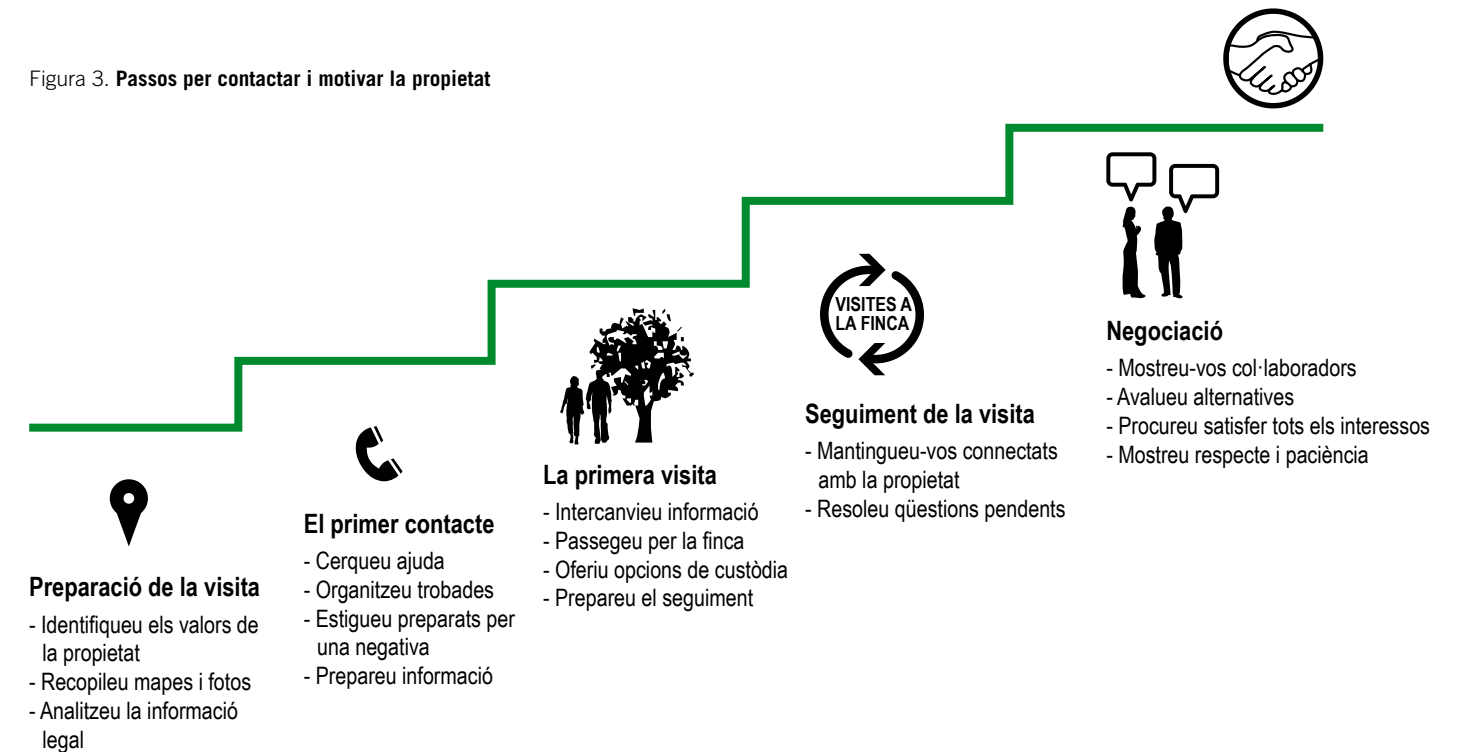 Figura 3. Passos per contactar i motivar la propietat
Preparació de la visita
- Identifiqueu els valors de
la propietat
- Recopileu mapes i fotos
- Analitzeu la informació
legal
El primer contacte
- Cerqueu ajuda
- Organitzeu trobades
- Estigueu preparats per
una negativa
- Prepareu informació
La primera visita
- Intercanvieu informació
- Passegeu per la finca
- Oferiu opcions de custòdia
- Prepareu el seguiment
VISITES A
LA FINCA
Seguiment de la visita
- Mantingueu-vos connectats
amb la propietat
- Resoleu qüestions pendents
Negociació
- Mostreu-vos col·laboradors
- Avalueu alternatives
- Procureu satisfer tots els interessos
- Mostreu respecte i paciència